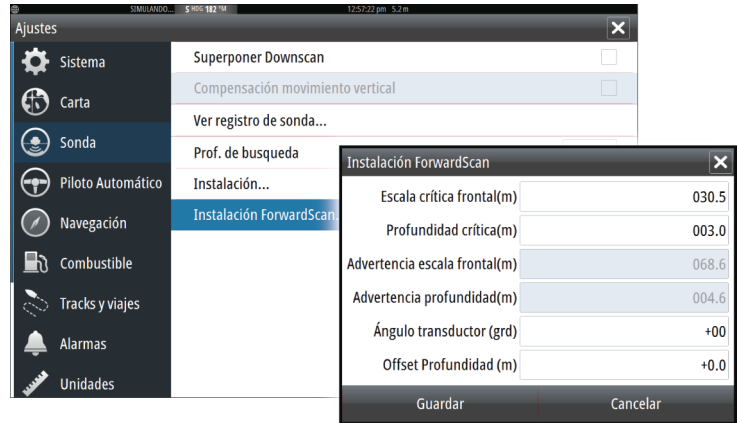 SIMULANDO... S HDG 182 °M 12:57:22 pm 5.2 m
Ajustes
Sistema
Carta
Sonda
Piloto Automático
Navegación
Combustible
Tracks y viajes
Alarmas
Unidades
Superponer Downscan
Compensación movimiento vertical
Ver registro de sonda...
Prof. de busqueda
Instalación...
Instalación ForwardScan.
Instalación ForwardScan
Escala crítica frontal(m) 030.5
Profundidad crítica(m) 003.0
Advertencia escala frontal(m) 068.6
Advertencia profundidad(m) 004.6
Ángulo transductor (grd) +00
Offset Profundidad (m) +0.0
Guardar Cancelar